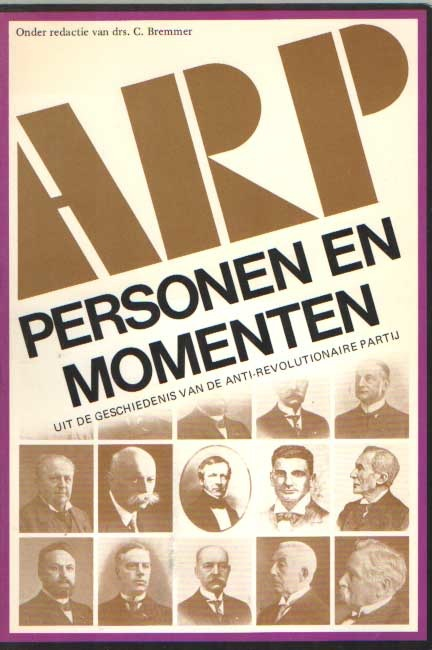 Onder redactie van drs. C. Bremmer
ARP
PERSONEN EN
MOMENTEN
UIT DE GESCHIEDENIS VAN DE ANTI-REVOLUTIONAIRE PARTIJ